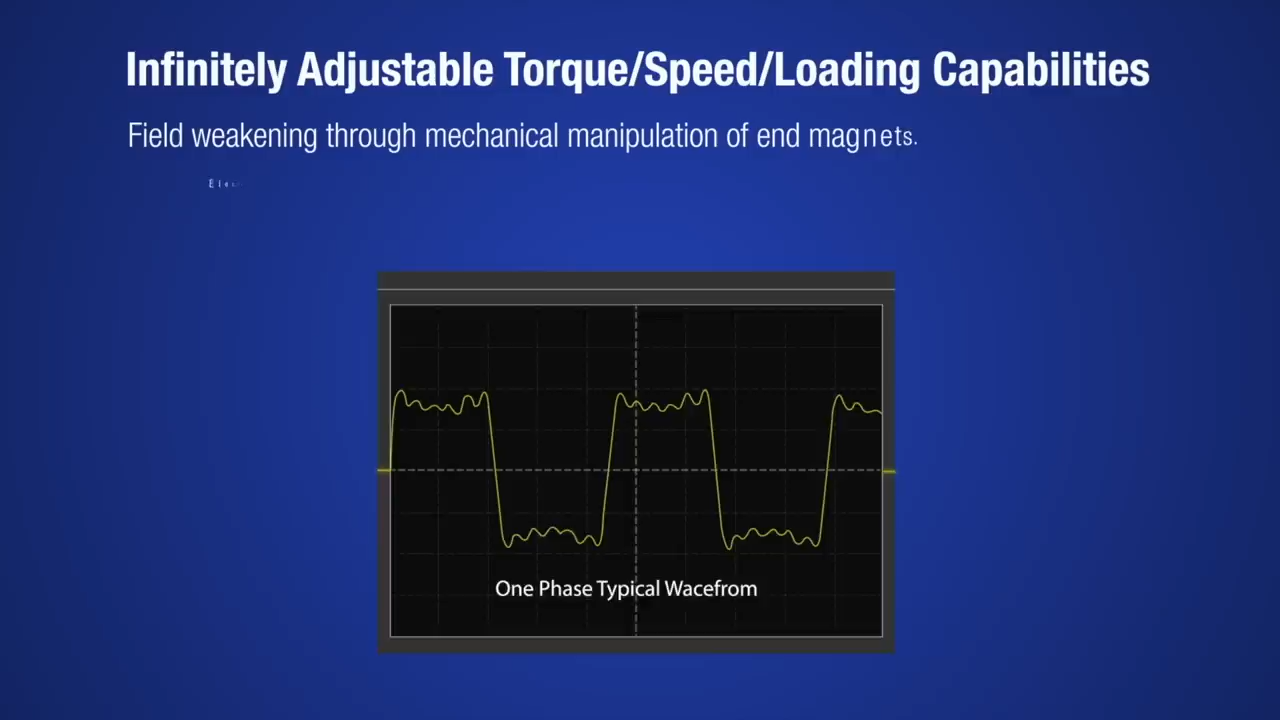 Infinitely Adjustable Torque/Speed/Loading Capabilities
Field weakening through mechanical manipulation of end magnets.
One Phase Typical Wacefrom